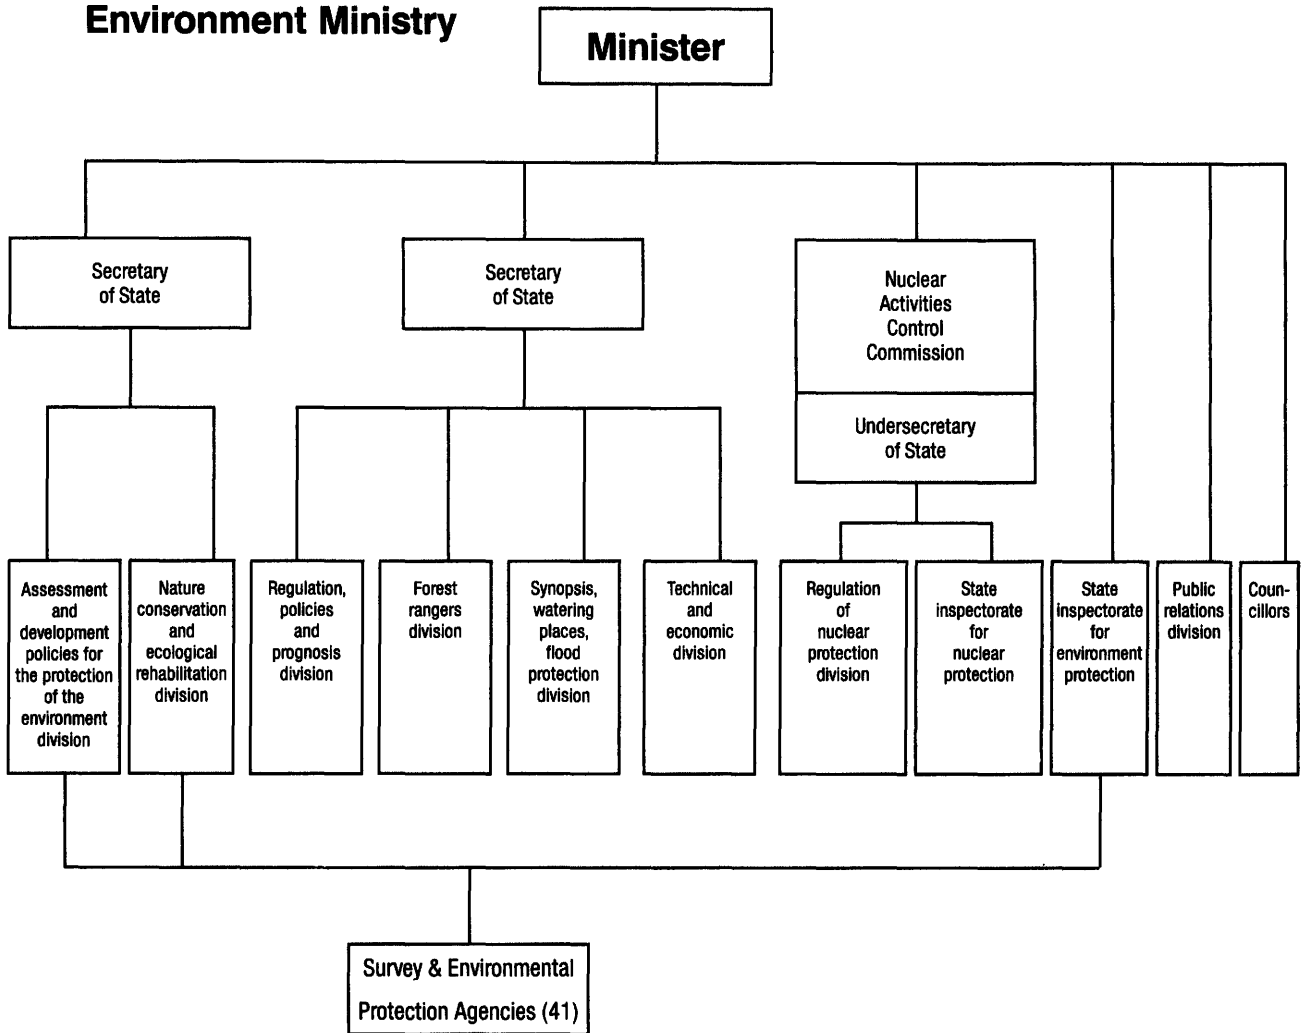 Environment Ministry
Minister
Secretary
of State
Secretary
of State
Nuclear
Activities
Control
Commission
Undersecretary
of State
Assessment
and
development
policies for
the protection
of the
environment
division
Nature
conservation
and
ecological
rehabilitation
division
Regulation,
policies
and
prognosis
division
Forest
rangers
division
Synopsis,
watering
places,
flood
protection
division
Technical
and
economic
division
Regulation
of
nuclear
protection
division
State
inspectorate
for
nuclear
protection
State
inspectorate
for
environment
protection
Public
relations
division
Coun-
cillors
Survey & Environmental
Protection Agencies (41)